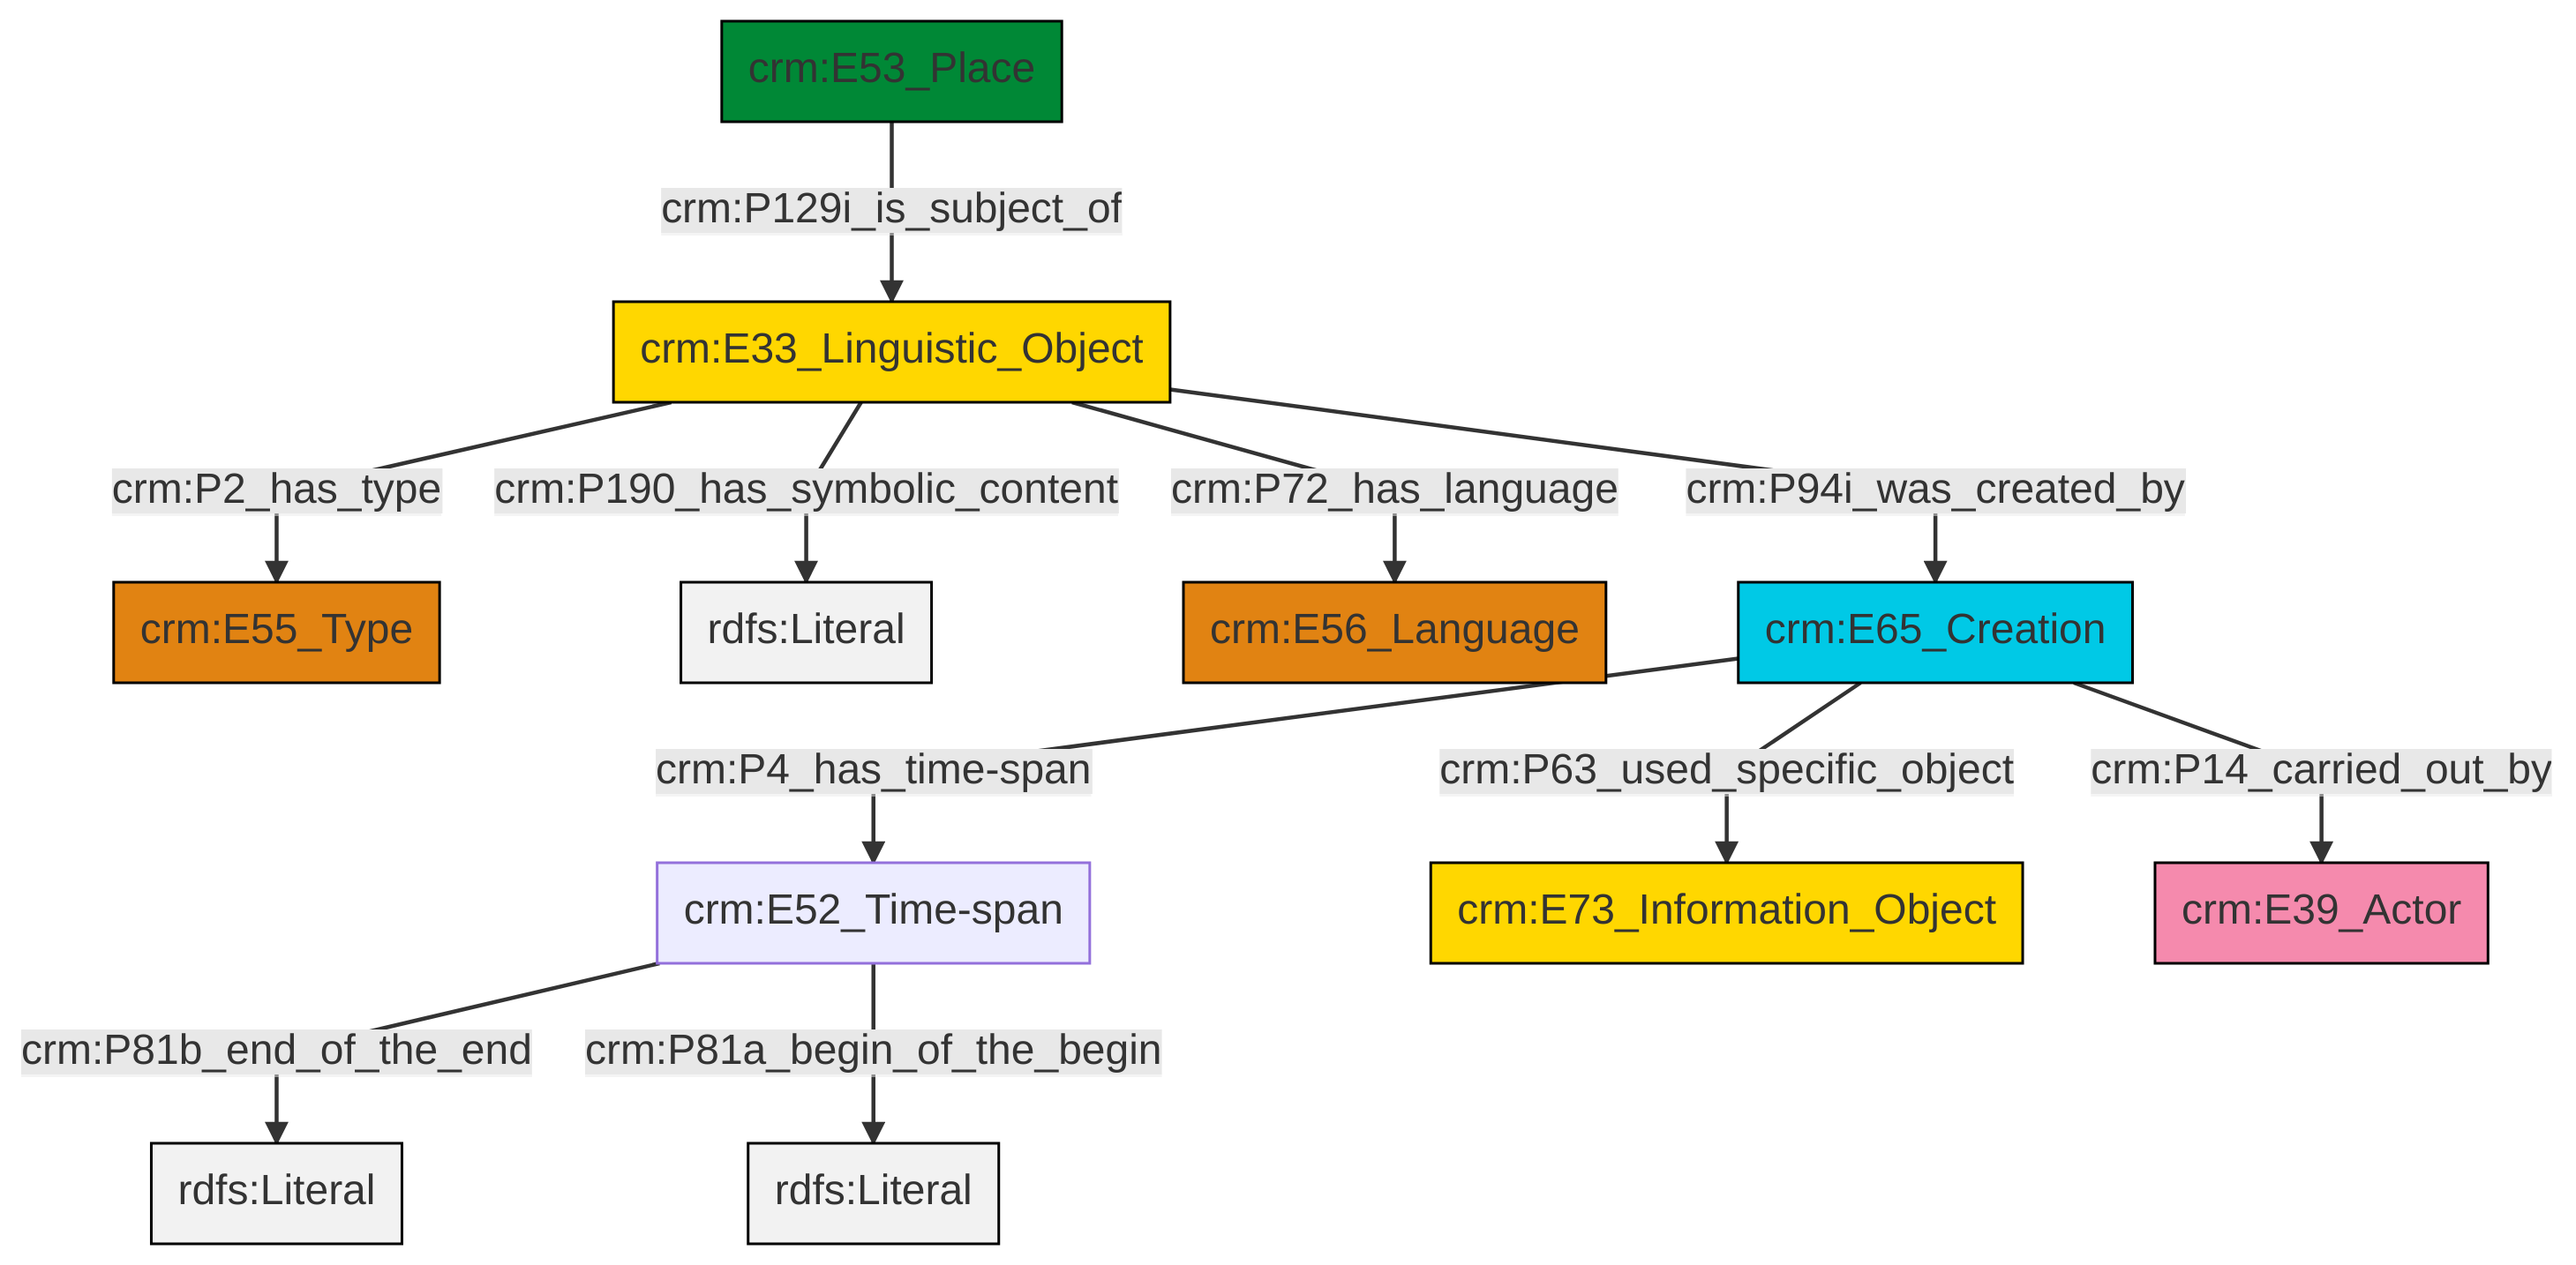 crm:E53_Place
crm:P129i_is_subject_of
crm:E33_Linguistic_Object
crm:P2_has_type
crm:P190_has_symbolic_content
crm:P72_has_language
crm:P94i_was_created_by
crm:E55_Type
rdfs:Literal
crm:E56_Language
crm:E65_Creation
crm:P4_has_time-span
crm:P63_used_specific_object
crm:P14_carried_out_by
crm:E52_Time-span
crm:E73_Information_Object
crm:E39_Actor
crm:P81b_end_of_the_end
crm:P81a_begin_of_the_begin
rdfs:Literal
rdfs:Literal